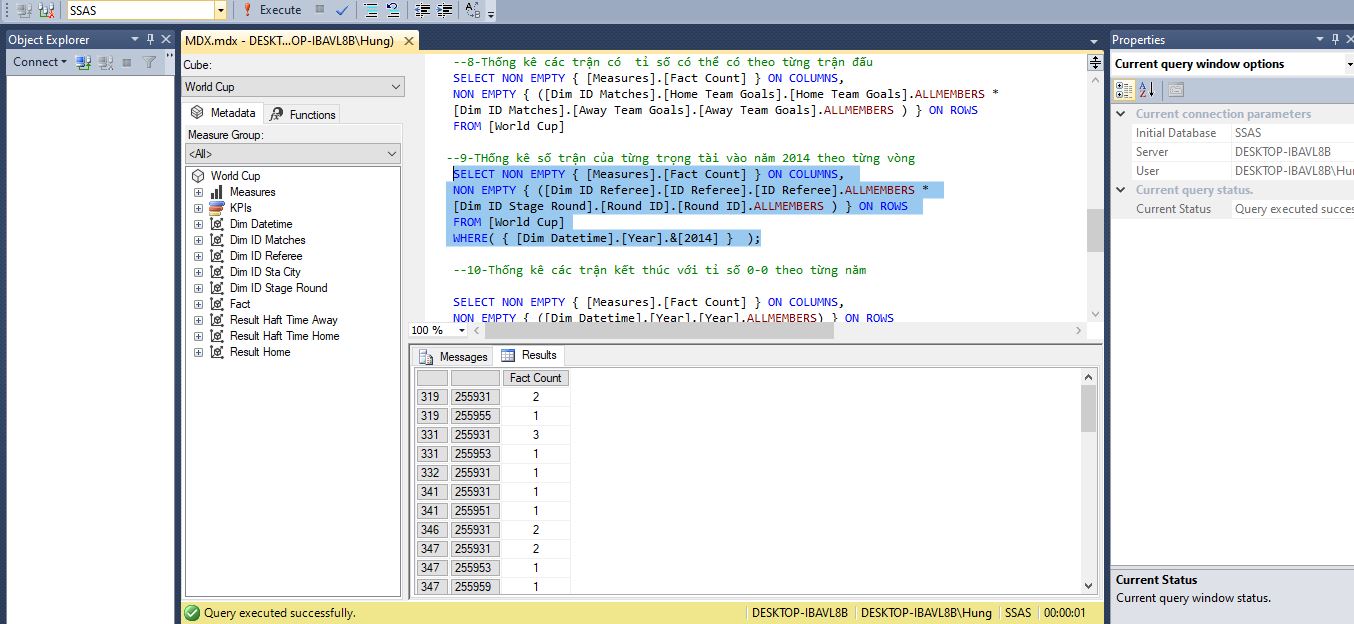 SSAS
Execute
Object Explorer
MDX.mdx - DESKT...OP-IBAVL8B\Hung)
Properties
Connect
Cube:
World Cup
Metadata
Functions
Measure Group:
<All>
World Cup
Measures
KPIs
Dim Datetime
Dim ID Matches
Dim ID Referee
Dim ID Sta City
Dim ID Stage Round
Fact
Result Haft Time Away
Result Haft Time Home
Result Home
--8-Thống kê các trận có  tỉ số có thể có theo từng trận đấu
SELECT NON EMPTY { [Measures].[Fact Count] } ON COLUMNS,
NON EMPTY { ([Dim ID Matches].[Home Team Goals].[Home Team Goals].ALLMEMBERS *
[Dim ID Matches].[Away Team Goals].[Away Team Goals].ALLMEMBERS ) } ON ROWS
FROM [World Cup]
--9-THống kê số trận của từng trọng tài vào năm 2014 theo từng vòng
SELECT NON EMPTY { [Measures].[Fact Count] } ON COLUMNS,
NON EMPTY { ([Dim ID Referee].[ID Referee].[ID Referee].ALLMEMBERS *
[Dim ID Stage Round].[Round ID].[Round ID].ALLMEMBERS ) } ON ROWS
FROM [World Cup]
WHERE( { [Dim Datetime].[Year].&[2014] }  );
--10-Thống kê các trận kết thúc với tỉ số 0-0 theo từng năm
SELECT NON EMPTY { [Measures].[Fact Count] } ON COLUMNS,
NON EMPTY { ([Dim Datetime].[Year].[Year].ALLMEMBERS) } ON ROWS
100 %
Messages
Results
Fact Count
319 255931 2
319 255955 1
331 255931 3
331 255953 1
332 255931 1
341 255931 1
341 255951 1
346 255931 2
347 255931 2
347 255953 1
347 255959 1
Query executed successfully.
DESKTOP-IBAVL8B
DESKTOP-IBAVL8B\Hung
SSAS
00:00:01
Current query window options
Current connection parameters
Initial Database SSAS
Server DESKTOP-IBAVL8B
User DESKTOP-IBAVL8B\Hu
Current query status.
Current Status Query executed succes
Current Status
Current query window status.